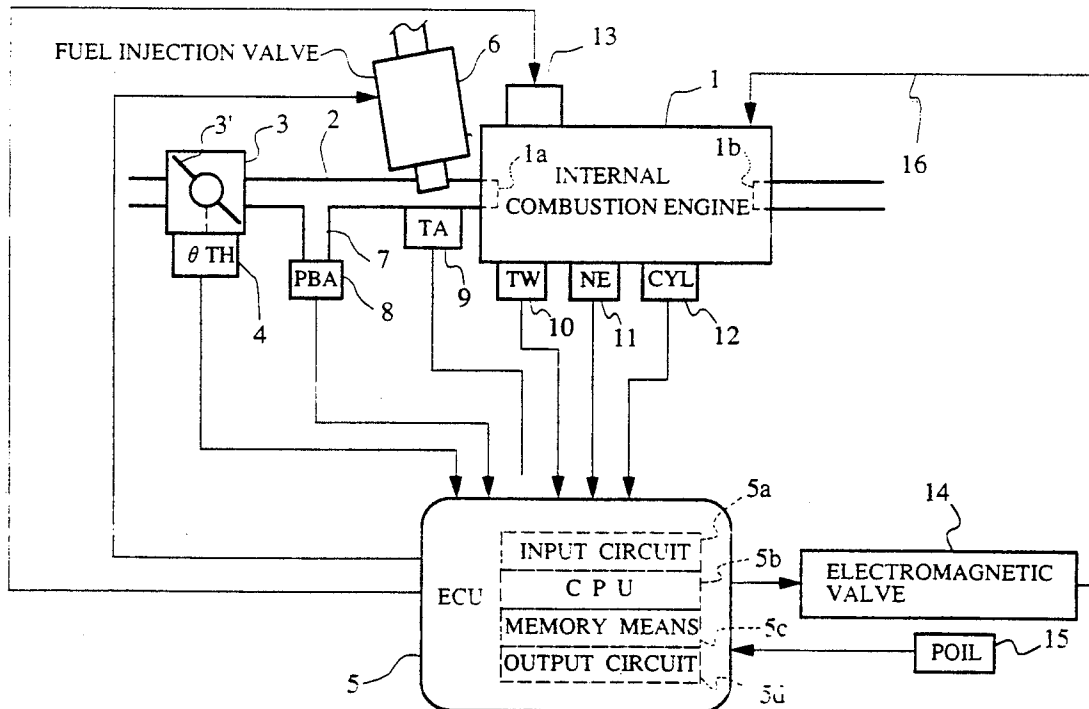 13
FUEL INJECTION VALVE
6
1
3'
3
2
1a
1b
16
INTERNAL
COMBUSTION ENGINE
θ TH
7
TA
PBA
8
9
TW
NE
CYL
4
10
11
12
5a
14
INPUT CIRCUIT
5b
ECU
C P U
ELECTROMAGNETIC
VALVE
MEMORY MEANS
5c
OUTPUT CIRCUIT
POIL
15
5
5d